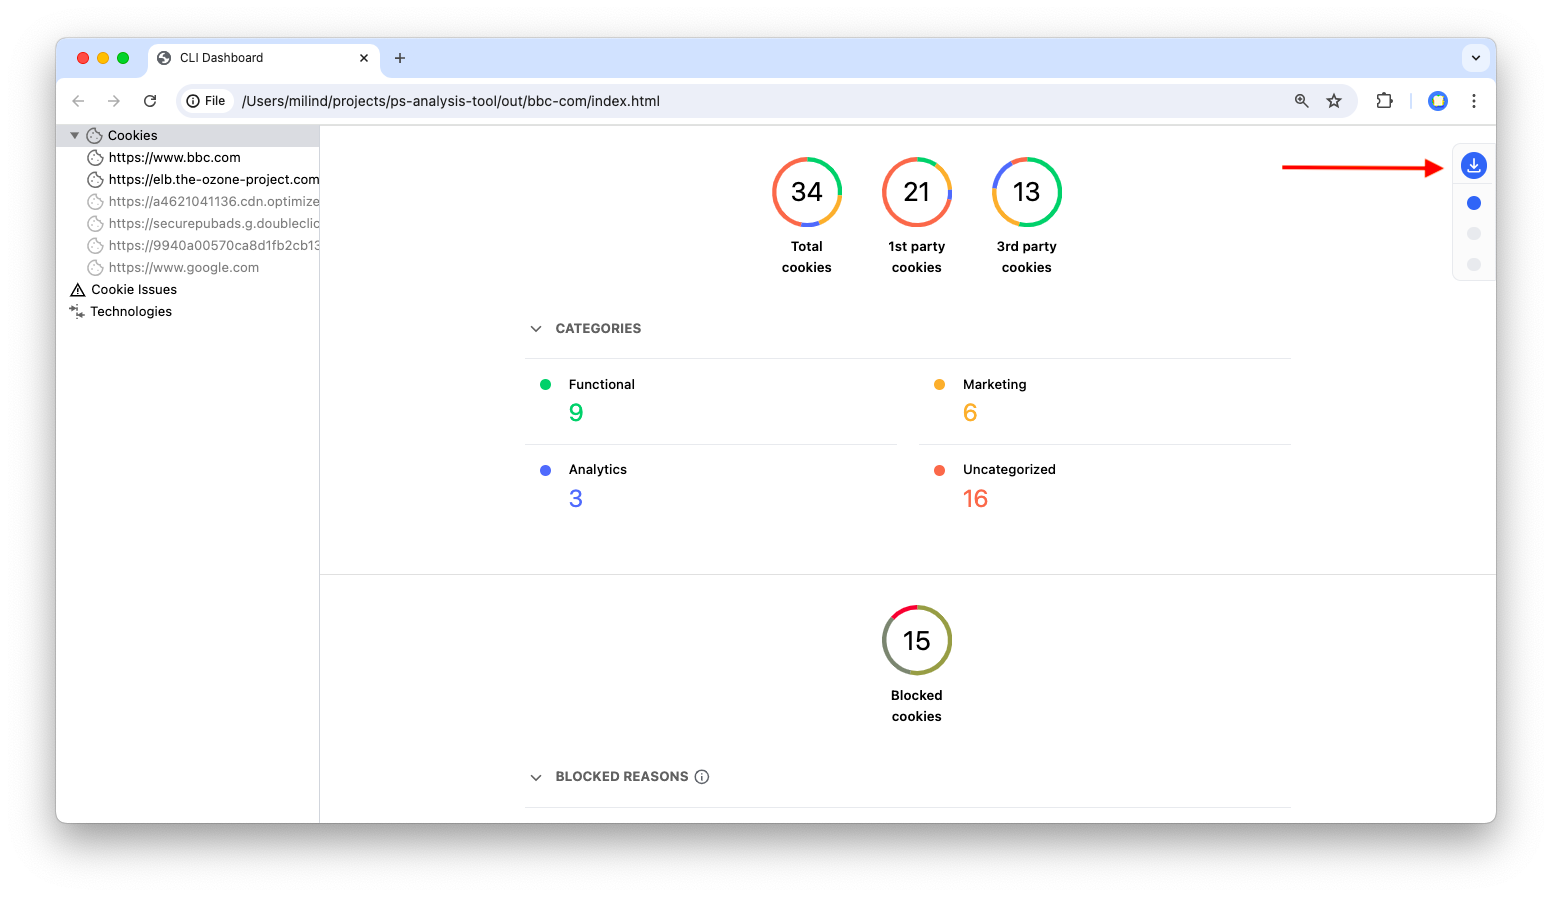 CLI Dashboard
File
/Users/milind/projects/ps-analysis-tool/out/bbc-com/index.html
Cookies
https://www.bbc.com
https://elb.the-ozone-project.com
https://a4621041136.cdn.optimize
https://securepubads.g.doubleclic
https://9940a00570ca8d1fb2cb13
https://www.google.com
Cookie Issues
Technologies
34
Total
cookies
21
1st party
cookies
13
3rd party
cookies
CATEGORIES
Functional
9
Marketing
6
Analytics
3
Uncategorized
16
15
Blocked
cookies
BLOCKED REASONS